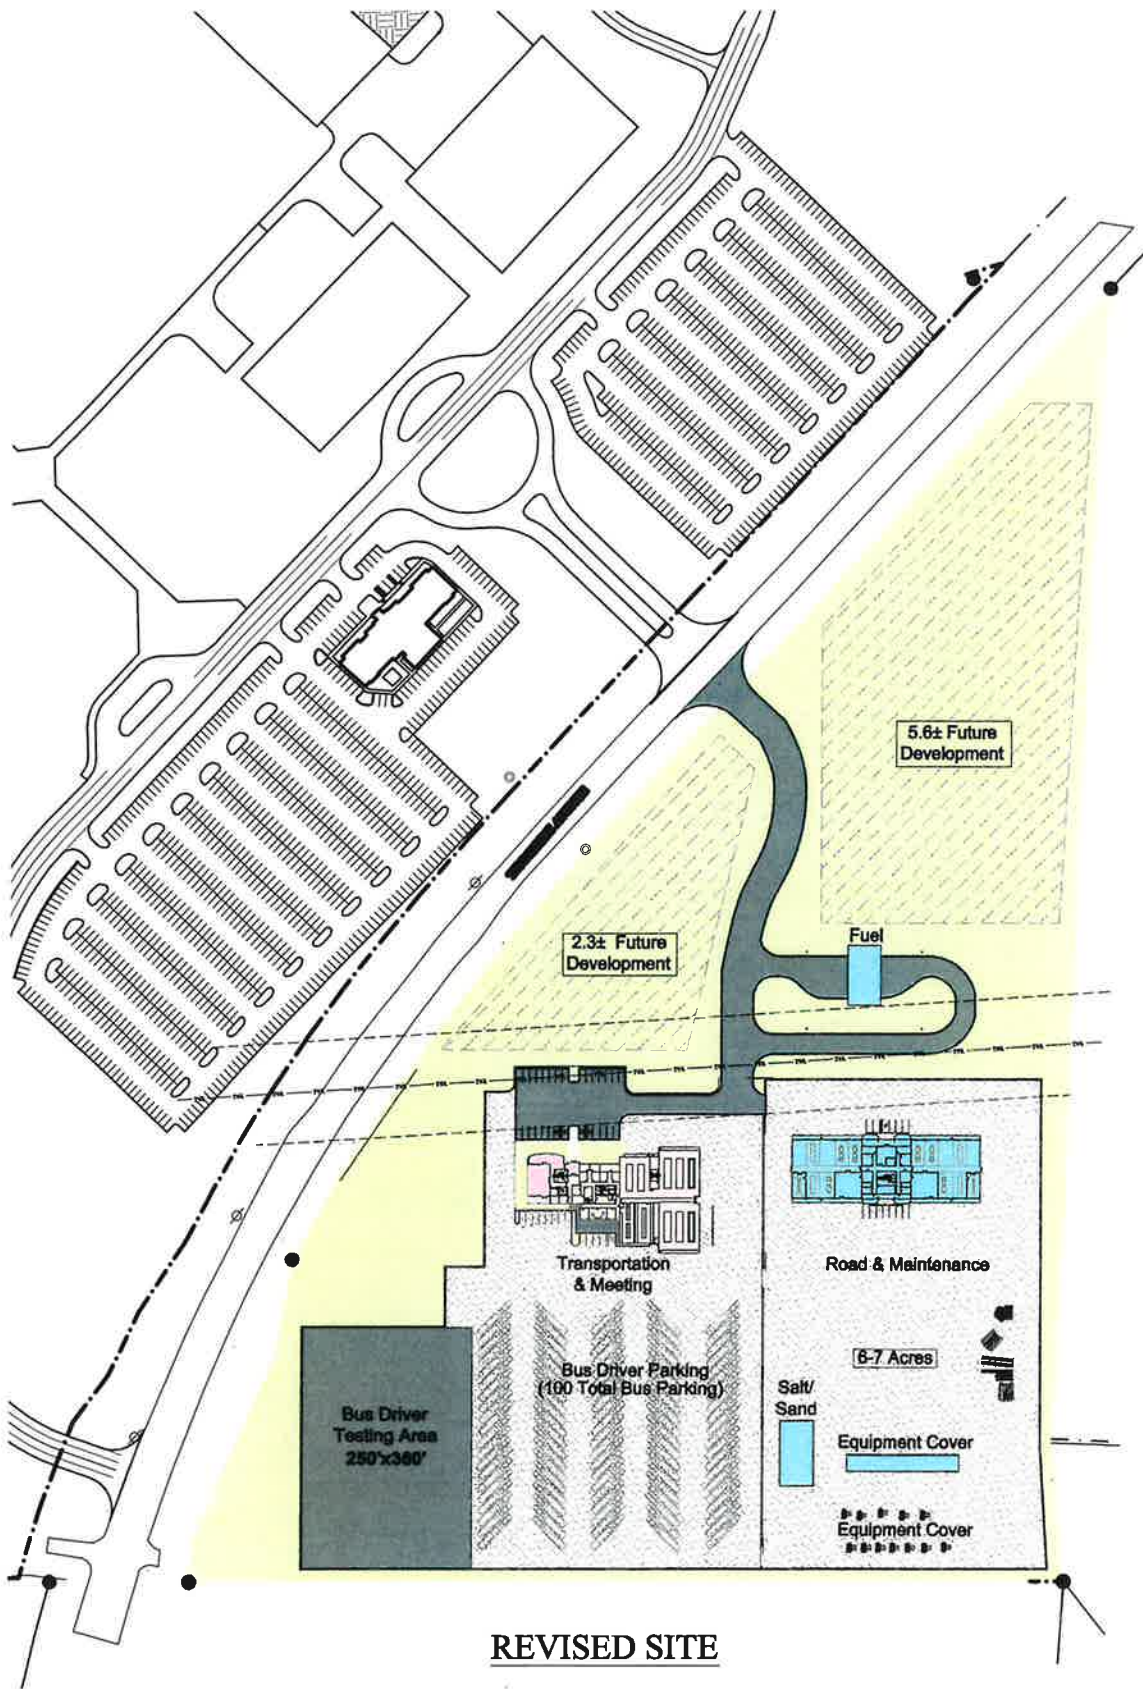 5.6± Future
Development
2.3± Future
Development
Fuel
Transportation
& Meeting
Road & Maintenance
Bus Driver Parking
(100 Total Bus Parking)
6-7 Acres
Salt/
Sand
Bus Driver
Testing Area
250'x360'
Equipment Cover
Equipment Cover
REVISED SITE